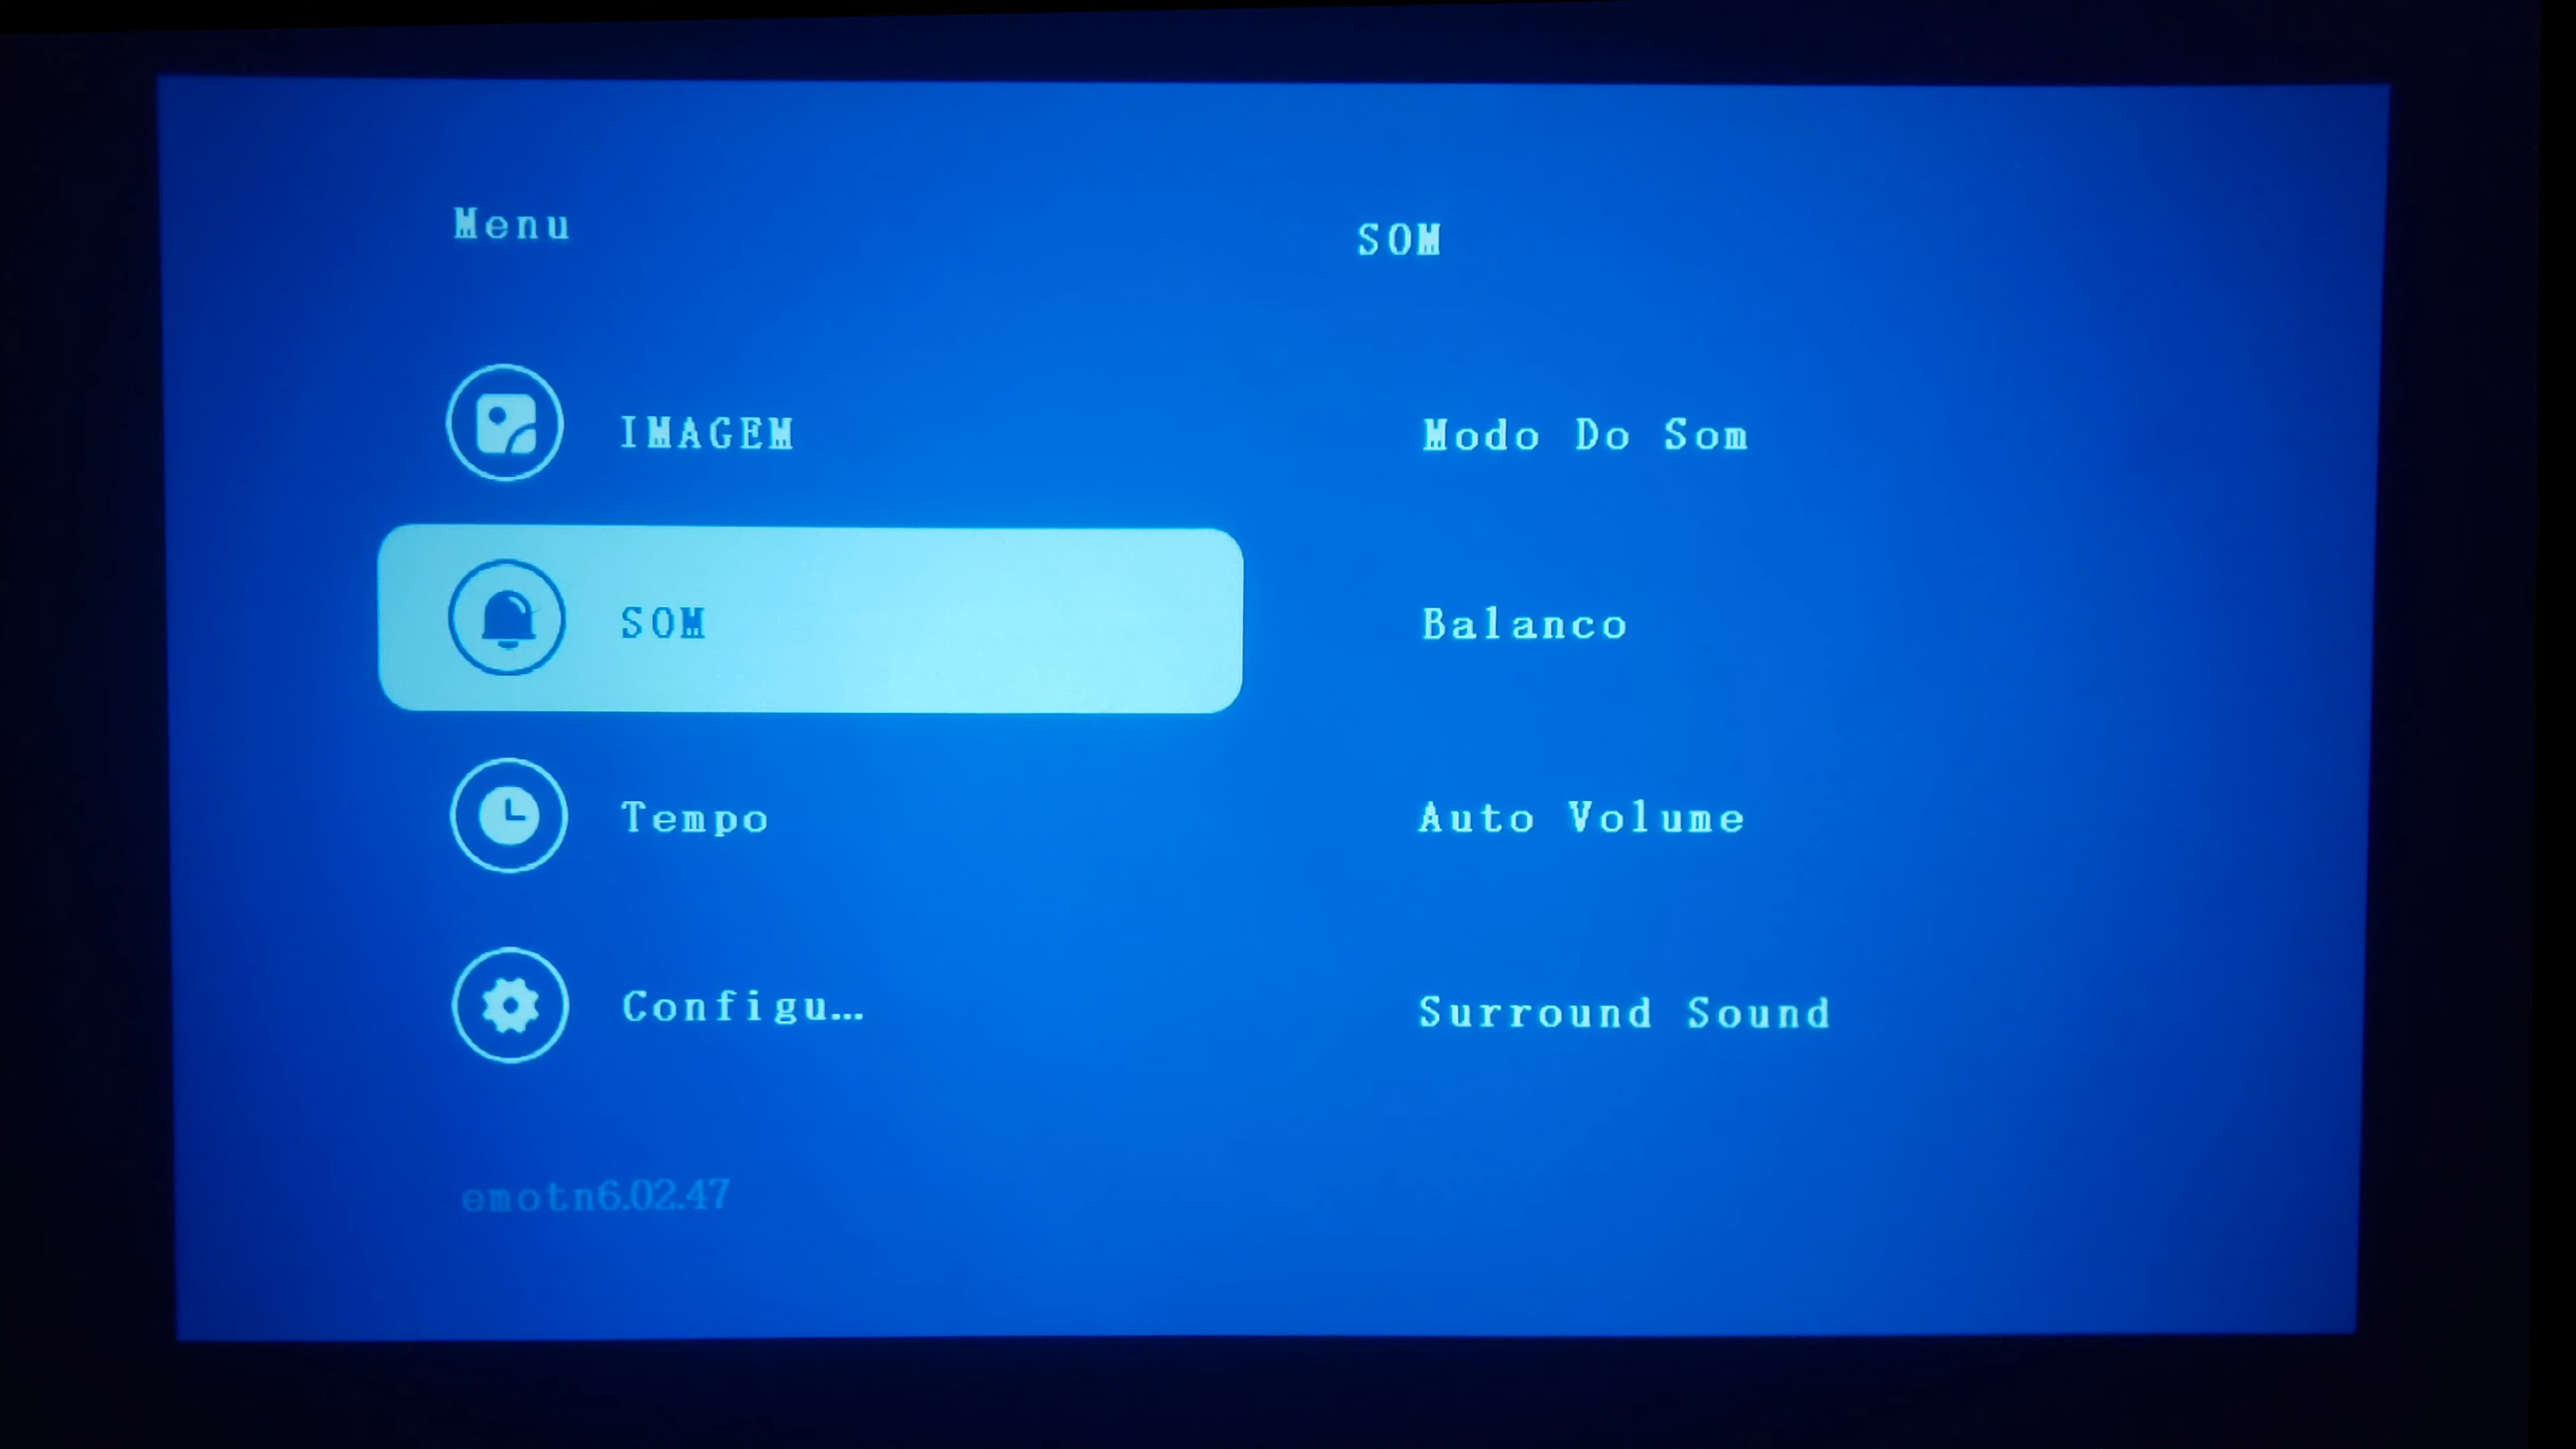 Menu
IMAGEM
SOM
Tempo
Configu...
emotn6.02.47
SOM
Modo Do Som
Balanco
Auto Volume
Surround Sound